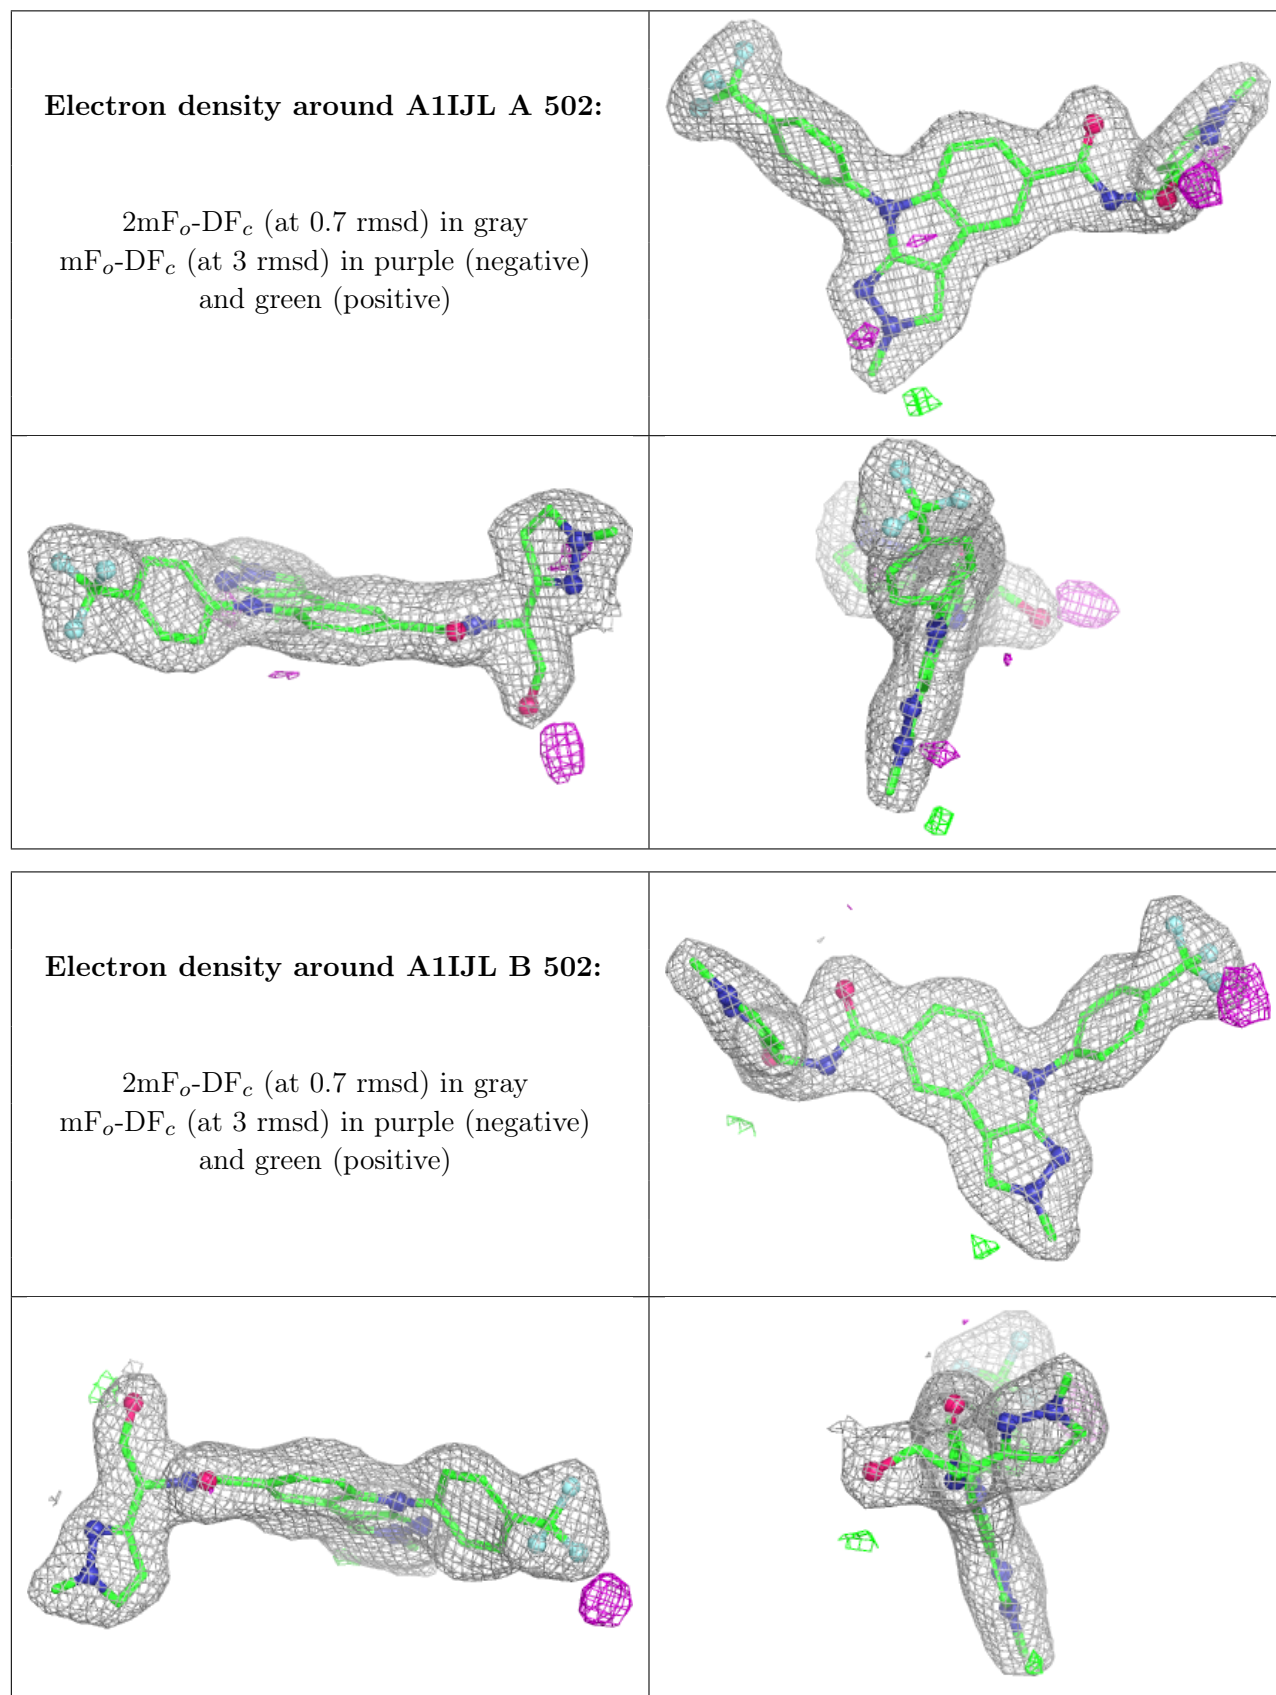 Electron density around A1IJL A 502:
2mFo-DFc (at 0.7 rmsd) in gray
mFo-DFc (at 3 rmsd) in purple (negative)
and green (positive)
Electron density around A1IJL B 502:
2mFo-DFc (at 0.7 rmsd) in gray
mFo-DFc (at 3 rmsd) in purple (negative)
and green (positive)